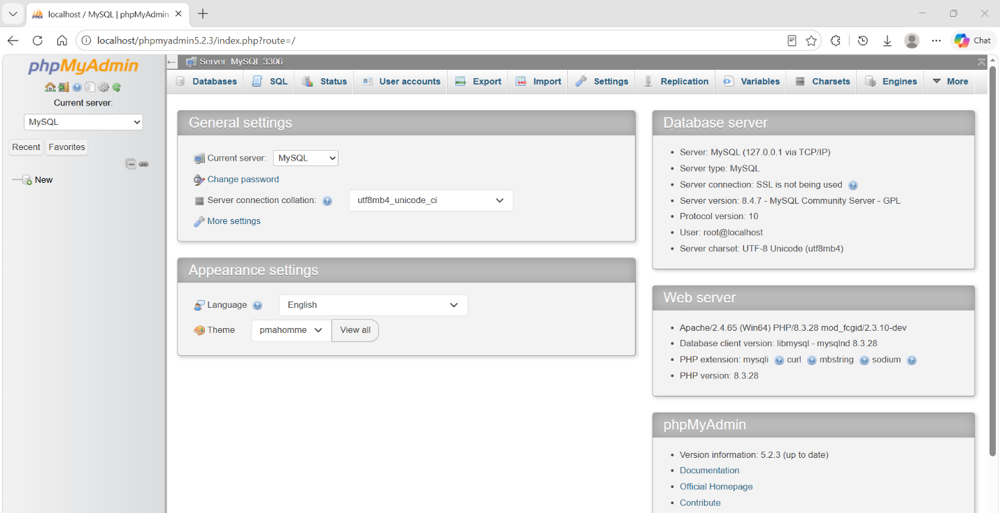 localhost / MySQL | phpMyAdmin
localhost/phpmyadmin5.2.3/index.php?route=/
Chat
phpMyAdmin
Current server:
MySQL
Recent Favorites
New
Server: MySQL:3306
Databases SQL Status User accounts Export Import Settings Replication Variables Charsets Engines More
General settings
Current server: MySQL
Change password
Server connection collation: utf8mb4_unicode_ci
More settings
Appearance settings
Language English
Theme pmahomme View all
Database server
Server: MySQL (127.0.0.1 via TCP/IP)
Server type: MySQL
Server connection: SSL is not being used
Server version: 8.4.7 - MySQL Community Server - GPL
Protocol version: 10
User: root@localhost
Server charset: UTF-8 Unicode (utf8mb4)
Web server
Apache/2.4.65 (Win64) PHP/8.3.28 mod_fcgid/2.3.10-dev
Database client version: libmysql - mysqlnd 8.3.28
PHP extension: mysqli curl mbstring sodium
PHP version: 8.3.28
phpMyAdmin
Version information: 5.2.3 (up to date)
Documentation
Official Homepage
Contribute